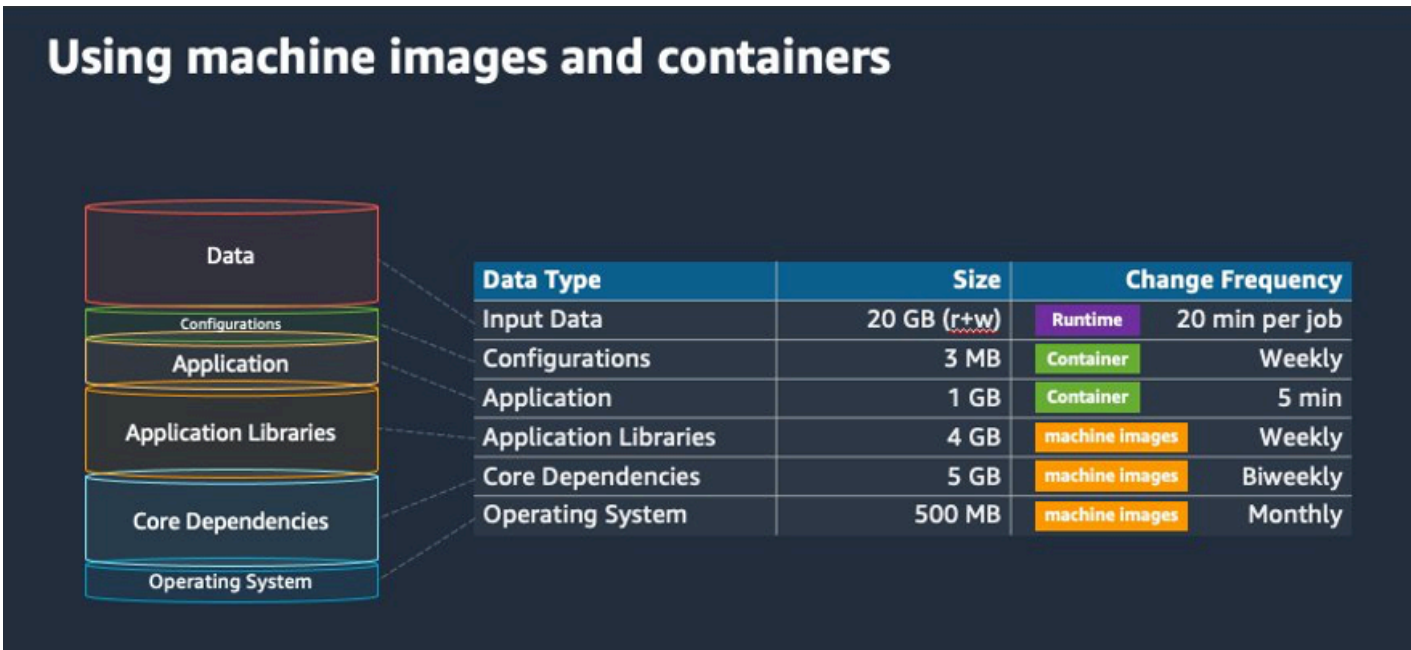 Using machine images and containers
Data
Configurations
Application
Application Libraries
Core Dependencies
Operating System
Data Type Size Change Frequency
Input Data 20 GB (r+w) Runtime 20 min per job
Configurations 3 MB Container Weekly
Application 1 GB Container 5 min
Application Libraries 4 GB machine images Weekly
Core Dependencies 5 GB machine images Biweekly
Operating System 500 MB machine images Monthly